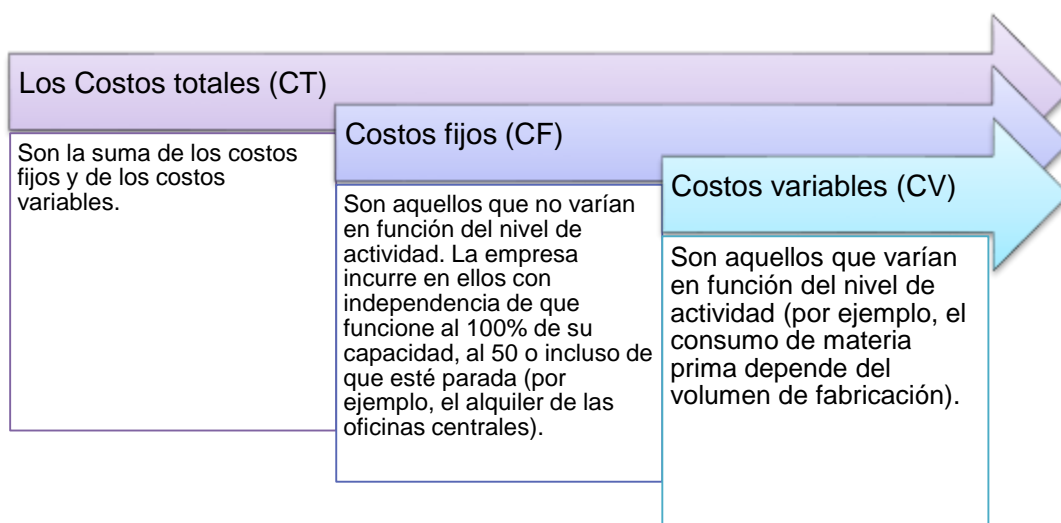 Los Costos totales (CT)
Son la suma de los costos
fijos y de los costos
variables.
Costos fijos (CF)
Son aquellos que no varían
en función del nivel de
actividad. La empresa
incurre en ellos con
independencia de que
funcione al 100% de su
capacidad, al 50 o incluso de
que esté parada (por
ejemplo, el alquiler de las
oficinas centrales).
Costos variables (CV)
Son aquellos que varían
en función del nivel de
actividad (por ejemplo, el
consumo de materia
prima depende del
volumen de fabricación).